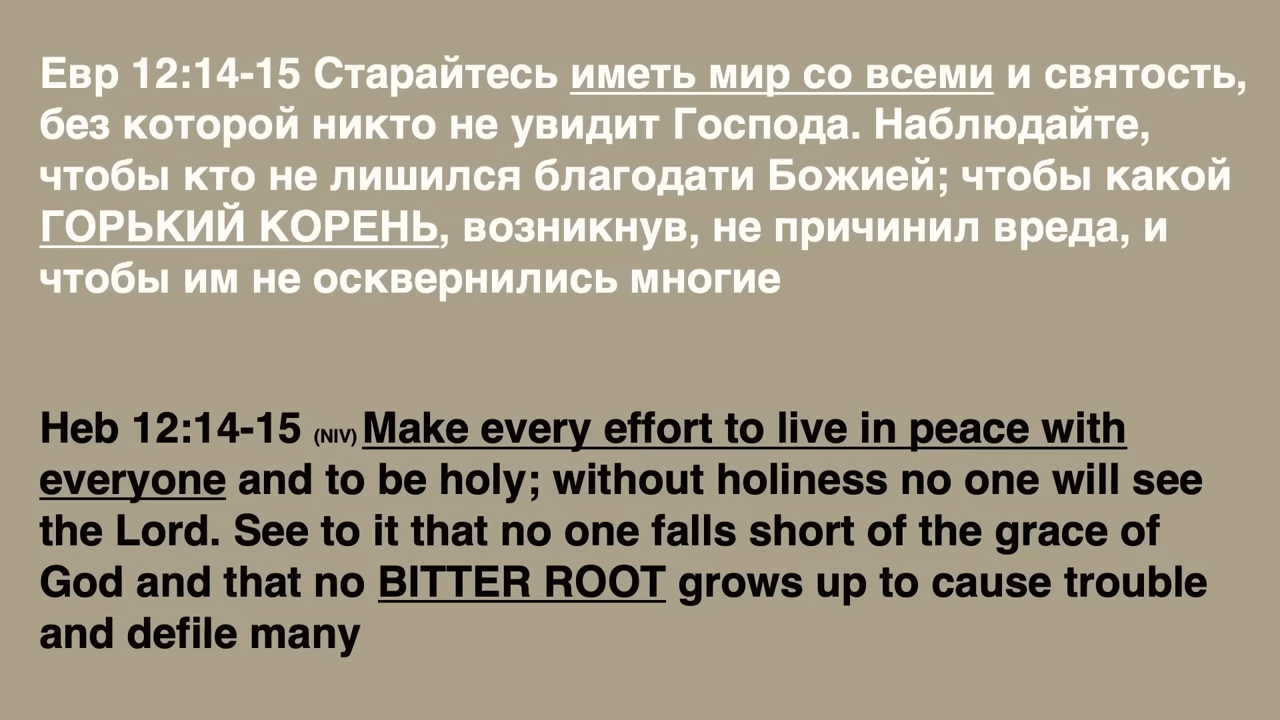 Евр 12:14-15 Старайтесь иметь мир со всеми и святость,
без которой никто не увидит Господа. Наблюдайте,
чтобы кто не лишился благодати Божией; чтобы какой
ГОРЬКИЙ КОРЕНЬ, возникнув, не причинил вреда, и
чтобы им не осквернились многие
Heb 12:14-15 (NIV) Make every effort to live in peace with
everyone and to be holy; without holiness no one will see
the Lord. See to it that no one falls short of the grace of
God and that no BITTER ROOT grows up to cause trouble
and defile many